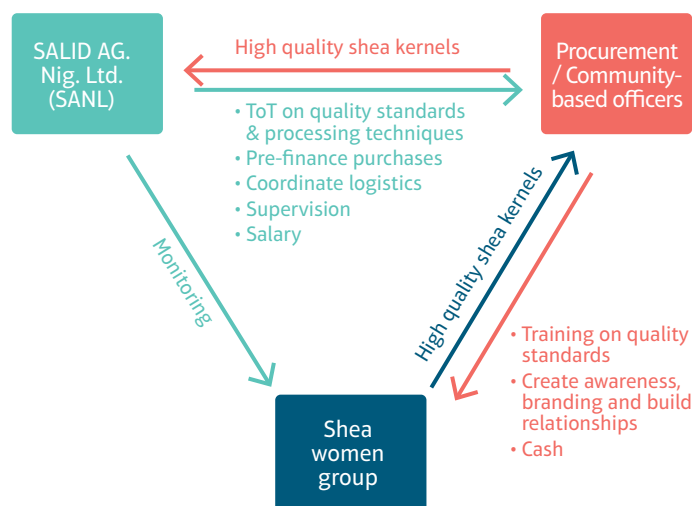 SALID AG.
Nig. Ltd.
(SANL)
High quality shea kernels
Procurement
/ Community-
based officers
• ToT on quality standards
& processing techniques
• Pre-finance purchases
• Coordinate logistics
• Supervision
• Salary
Monitoring
High quality shea kernels
• Training on quality
standards
• Create awareness,
branding and build
relationships
• Cash
Shea
women
group